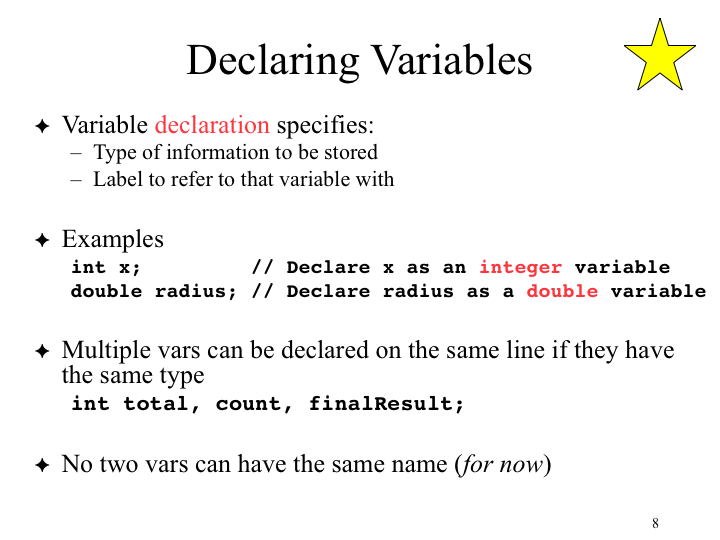 Declaring Variables
✦ Variable declaration specifies:
– Type of information to be stored
– Label to refer to that variable with
✦ Examples
int x;         // Declare x as an integer variable
double radius; // Declare radius as a double variable
✦ Multiple vars can be declared on the same line if they have
the same type
int total, count, finalResult;
✦ No two vars can have the same name (for now)
8